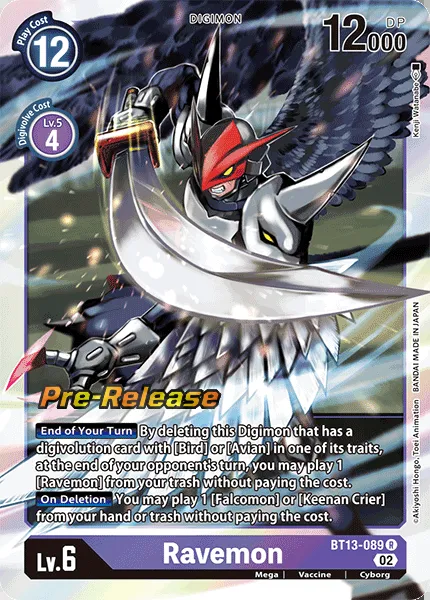 Play Cost
12
DIGIMON
12000
DP
Digivolve Cost
Lv.5
4
Kenji Watanabe
©Akiyoshi Hongo, Toei Animation BANDAI MADE IN JAPAN
Pre-Release
End of Your Turn By deleting this Digimon that has a
digivolution card with [Bird] or [Avian] in one of its traits,
at the end of your opponent's turn, you may play 1
[Ravemon] from your trash without paying the cost.
On Deletion You may play 1 [Falcomon] or [Keenan Crier]
from your hand or trash without paying the cost.
Lv.6
Ravemon
BT13-089 R
02
Mega | Vaccine | Cyborg